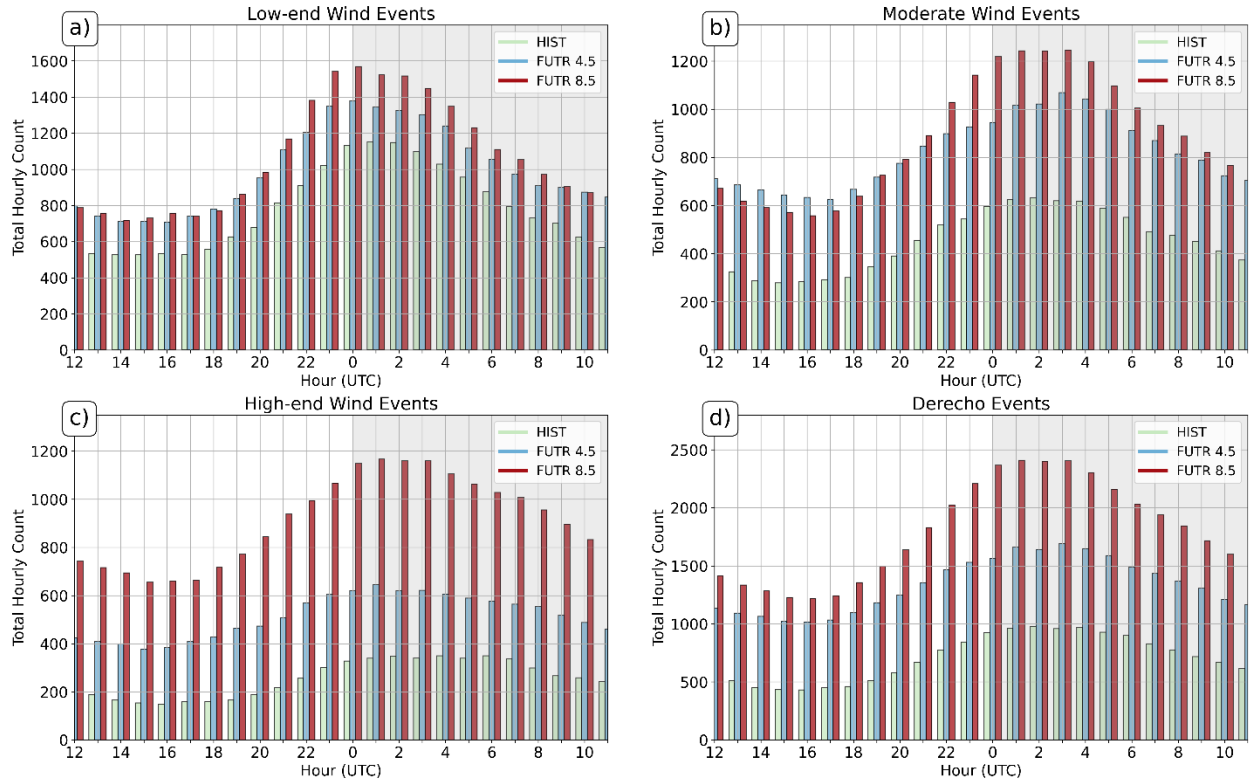 a)
Low-end Wind Events
HIST
FUTR 4.5
FUTR 8.5
Total Hourly Count
1600
1400
1200
1000
800
600
400
200
0
12 14 16 18 20 22 0 2 4 6 8 10
Hour (UTC)
b)
Moderate Wind Events
HIST
FUTR 4.5
FUTR 8.5
Total Hourly Count
1200
1000
800
600
400
200
0
12 14 16 18 20 22 0 2 4 6 8 10
Hour (UTC)
c)
High-end Wind Events
HIST
FUTR 4.5
FUTR 8.5
Total Hourly Count
1200
1000
800
600
400
200
0
12 14 16 18 20 22 0 2 4 6 8 10
Hour (UTC)
d)
Derecho Events
HIST
FUTR 4.5
FUTR 8.5
Total Hourly Count
2500
2000
1500
1000
500
0
12 14 16 18 20 22 0 2 4 6 8 10
Hour (UTC)